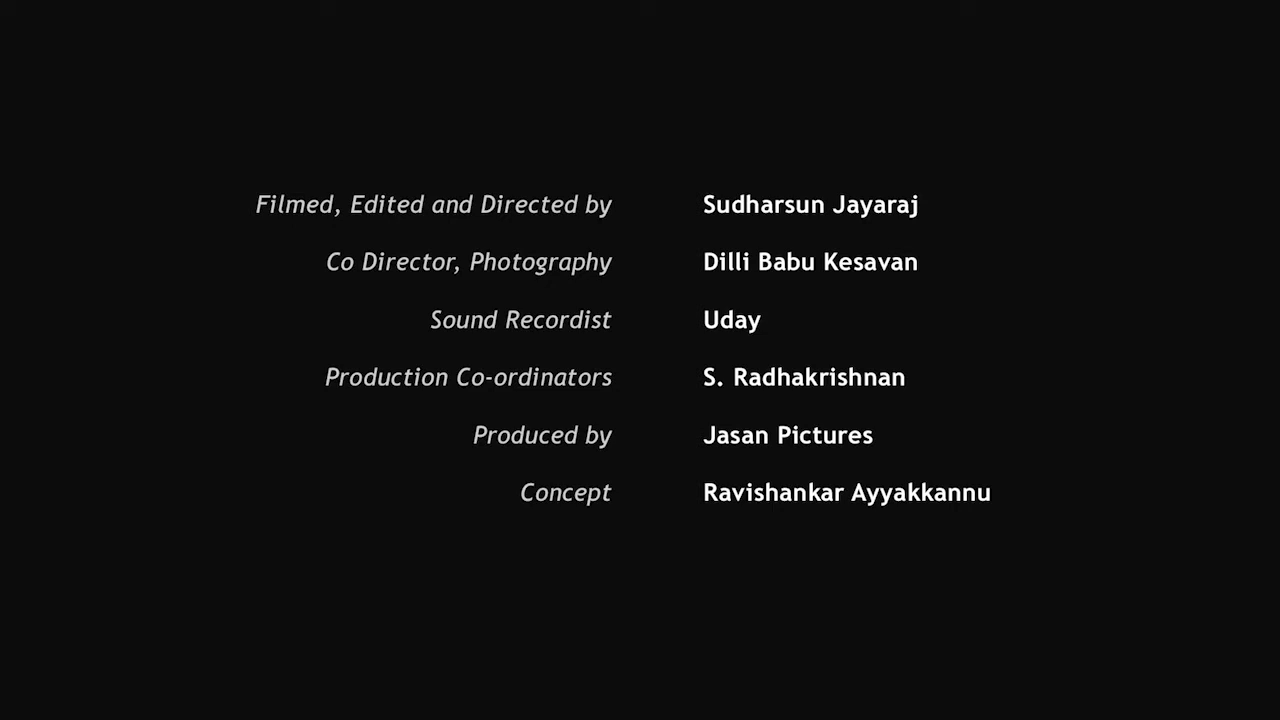 Filmed, Edited and Directed by Sudharsun Jayaraj
Co Director, Photography Dilli Babu Kesavan
Sound Recordist Uday
Production Co-ordinators S. Radhakrishnan
Produced by Jasan Pictures
Concept Ravishankar Ayyakkannu